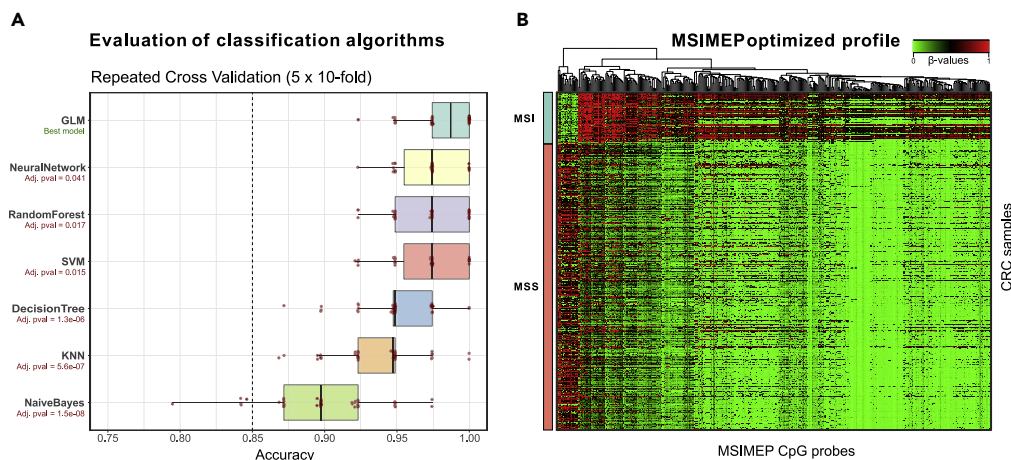 A
Evaluation of classification algorithms
Repeated Cross Validation (5 x 10-fold)
GLM
Best model
NeuralNetwork
Adj. pval = 0.041
RandomForest
Adj. pval = 0.017
SVM
Adj. pval = 0.015
DecisionTree
Adj. pval = 1.3e-06
KNN
Adj. pval = 5.6e-07
NaiveBayes
Adj. pval = 1.5e-08
0.75 0.80 0.85 0.90 0.95 1.00
Accuracy
B
MSIMEP optimized profile
0 β-values 1
MSI
MSS
CRC samples
MSIMEP CpG probes